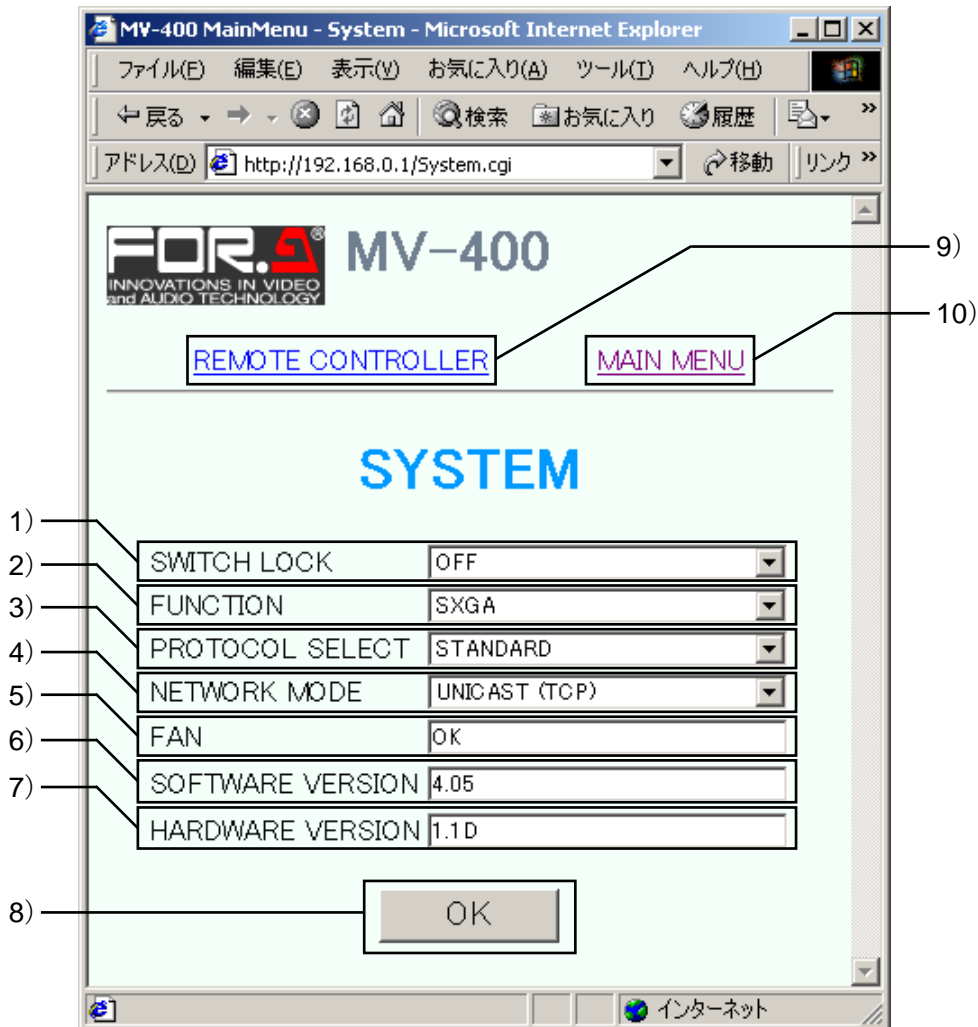 MV-400 MainMenu - System - Microsoft Internet Explorer
ファイル(F) 編集(E) 表示(V) お気に入り(A) ツール(T) ヘルプ(H)
戻る 検索 お気に入り 履歴 »
アドレス(D) http://192.168.0.1/System.cgi 移動 リンク »
FOR.A® MV-400
INNOVATIONS IN VIDEO
and AUDIO TECHNOLOGY
9)
10)
REMOTE CONTROLLER MAIN MENU
SYSTEM
1) SWITCH LOCK OFF
2) FUNCTION SXGA
3) PROTOCOL SELECT STANDARD
4) NETWORK MODE UNICAST (TCP)
5) FAN OK
6) SOFTWARE VERSION 4.05
7) HARDWARE VERSION 1.1D
8) OK
インターネット